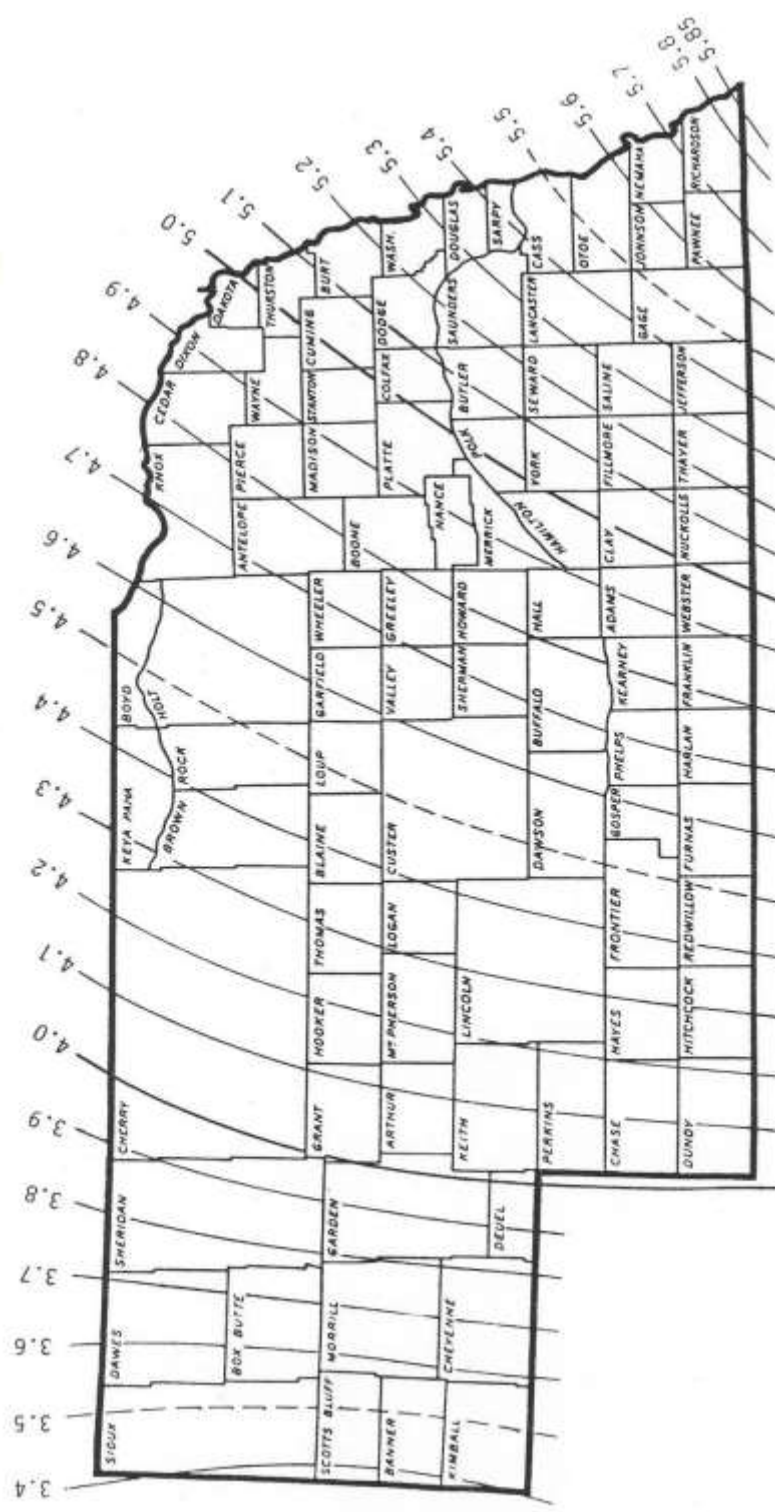 3.4
3.5
3.6
3.7
3.8
3.9
4.0
4.1
4.2
4.3
4.4
4.5
4.6
4.7
4.8
4.9
5.0
5.1
5.2
5.3
5.4
5.5
5.6
5.7
5.8
5.85
SIOUX
DAWES
SHERIDAN
CHERRY
KEYA PAHA
BOYD
BROWN
ROCK
HOLT
KNOX
CEDAR
DIXON
DAKOTA
BOX BUTTE
ANTELOPE
PIERCE
WAYNE
THURSTON
SCOTTS BLUFF
MORRILL
GARDEN
GRANT
HOOKER
THOMAS
BLAINE
LOUP
GARFIELD
WHEELER
BOONE
MADISON
STANTON
CUMING
BURT
BANNER
ARTHUR
Mc PHERSON
LOGAN
CUSTER
VALLEY
GREELEY
NANCE
PLATTE
COLFAX
DODGE
WASH.
KIMBALL
CHEYENNE
DEUEL
KEITH
LINCOLN
SHERMAN
HOWARD
MERRICK
POLK
BUTLER
SAUNDERS
DOUGLAS
SARPY
PERKINS
DAWSON
BUFFALO
HALL
HAMILTON
YORK
SEWARD
LANCASTER
CASS
OTOE
CHASE
HAYES
FRONTIER
GOSPER
PHELPS
KEARNEY
ADAMS
CLAY
FILLMORE
SALINE
GAGE
JOHNSON
NEMAHA
DUNDY
HITCHCOCK
REDWILLOW
FURNAS
HARLAN
FRANKLIN
WEBSTER
NUCKOLLS
THAYER
JEFFERSON
PAWNEE
RICHARDSON